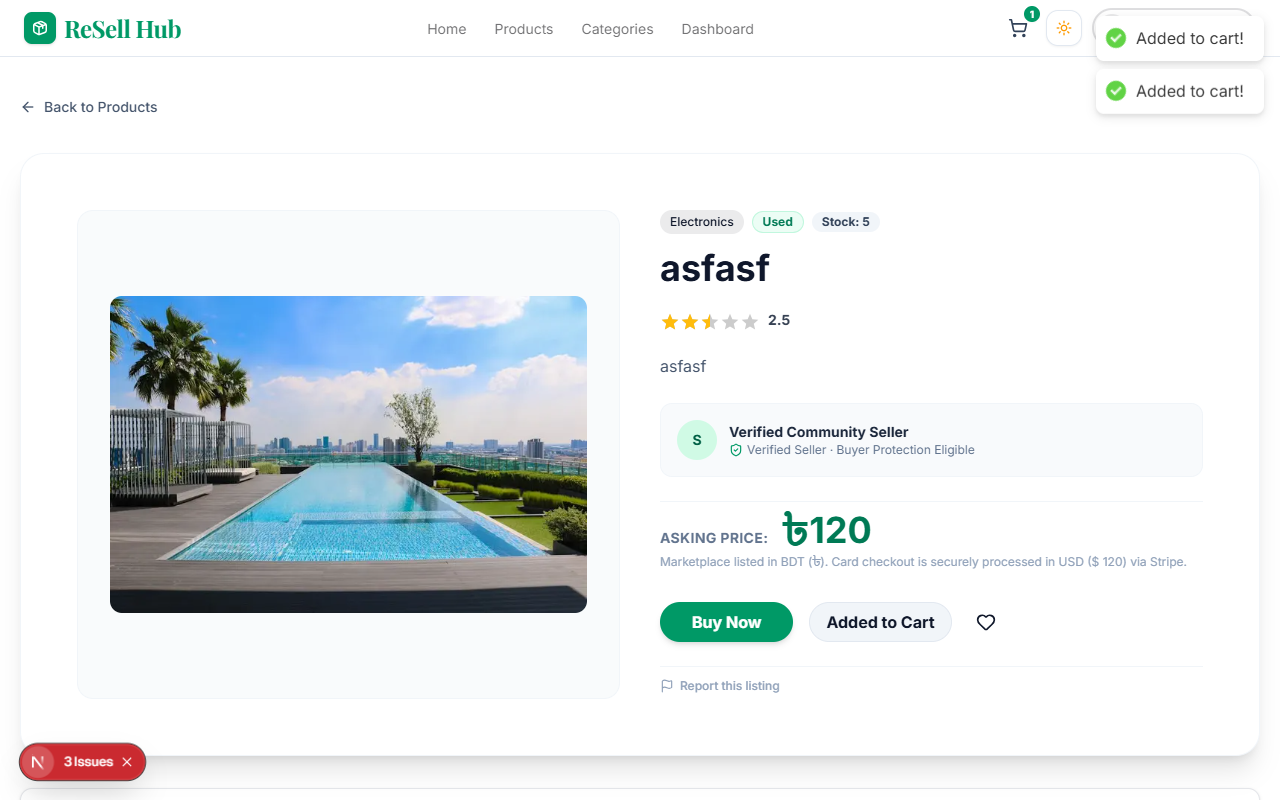 ReSell Hub
Home
Products
Categories
Dashboard
1
Added to cart!
Added to cart!
Back to Products
Electronics
Used
Stock: 5
asfasf
2.5
asfasf
S
Verified Community Seller
Verified Seller · Buyer Protection Eligible
ASKING PRICE: ৳120
Marketplace listed in BDT (৳). Card checkout is securely processed in USD ($ 120) via Stripe.
Buy Now
Added to Cart
Report this listing
N
3 Issues